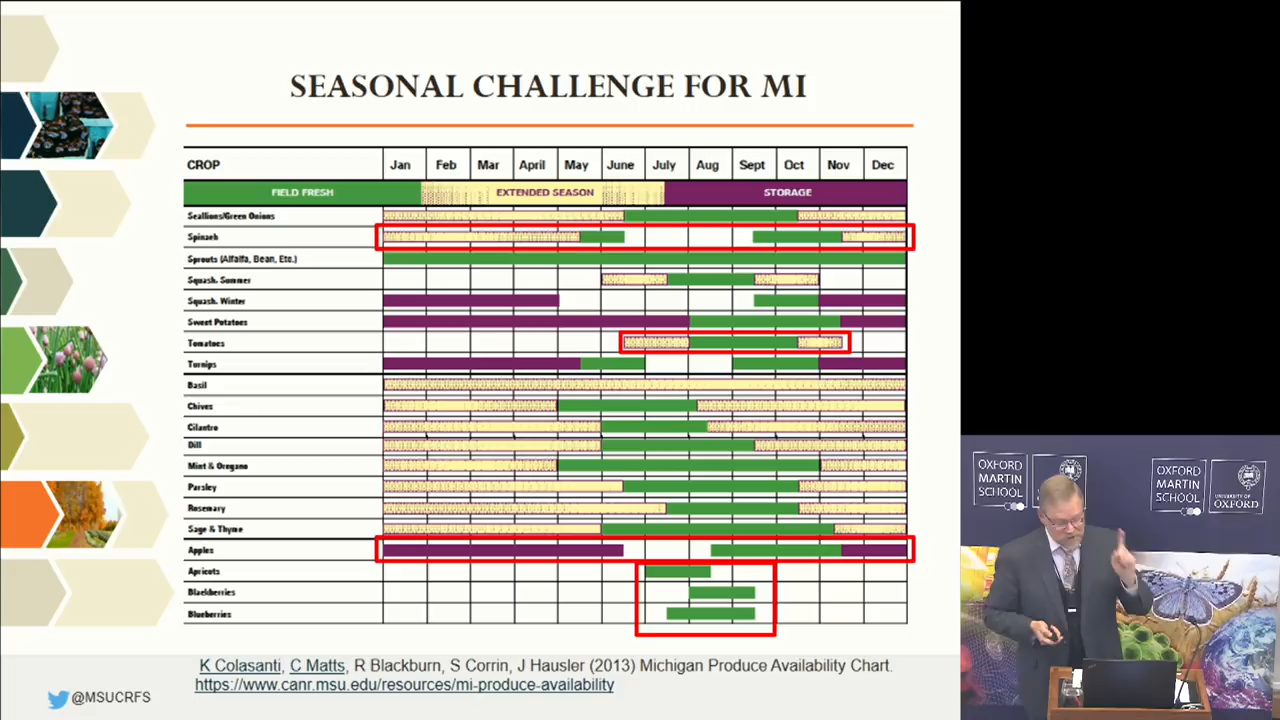 SEASONAL CHALLENGE FOR MI
CROP Jan Feb Mar April May June July Aug Sept Oct Nov Dec
FIELD FRESH EXTENDED SEASON STORAGE
Scallions/Green Onions
Spinach
Sprouts (Alfalfa, Bean, Etc.)
Squash, Summer
Squash, Winter
Sweet Potatoes
Tomatoes
Turnips
Basil
Chives
Cilantro
Dill
Mint & Oregano
Parsley
Rosemary
Sage & Thyme
Apples
Apricots
Blackberries
Blueberries
K Colasanti, C Matts, R Blackburn, S Corrin, J Hausler (2013) Michigan Produce Availability Chart.
https://www.canr.msu.edu/resources/mi-produce-availability
@MSUCRFS
OXFORD
MARTIN
SCHOOL
OXFORD
MARTIN
SCHOOL
UNIVERSITY OF
OXFORD